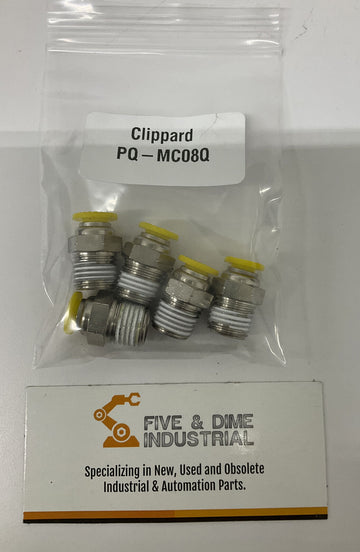 Clippard
PQ – MC08Q
FIVE & DIME
INDUSTRIAL
Specializing in New, Used and Obsolete
Industrial & Automation Parts.